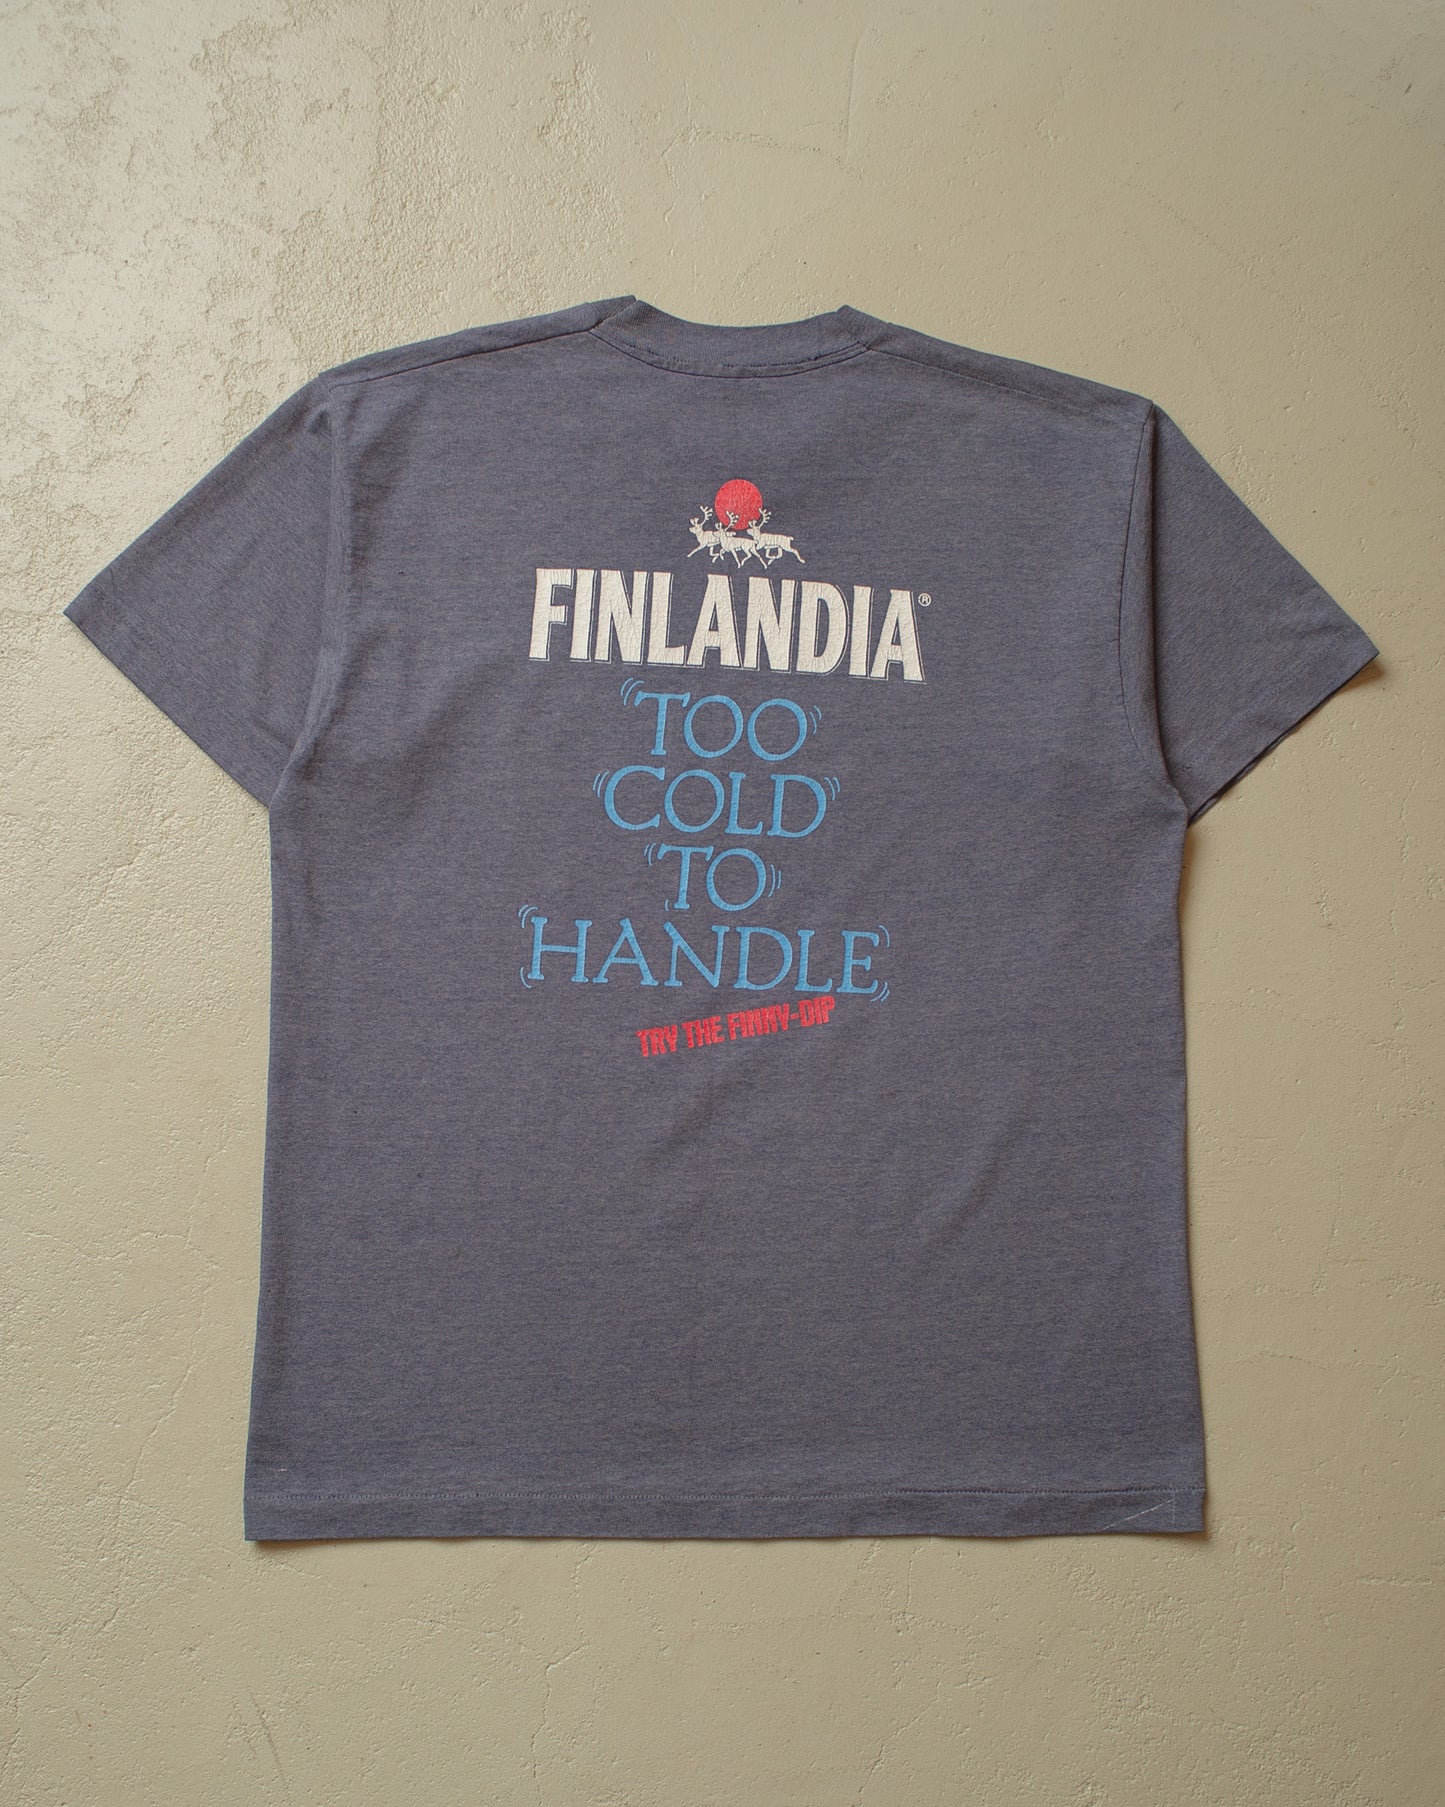 FINLANDIA®
TOO
COLD
TO
HANDLE
TRY THE FINNY-DIP